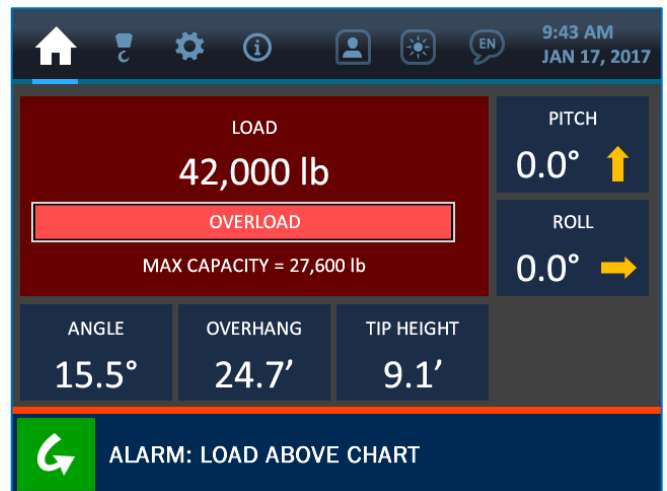 EN
9:43 AM
JAN 17, 2017
LOAD
42,000 lb
OVERLOAD
MAX CAPACITY = 27,600 lb
PITCH
0.0°
ROLL
0.0°
ANGLE
15.5°
OVERHANG
24.7′
TIP HEIGHT
9.1′
ALARM: LOAD ABOVE CHART